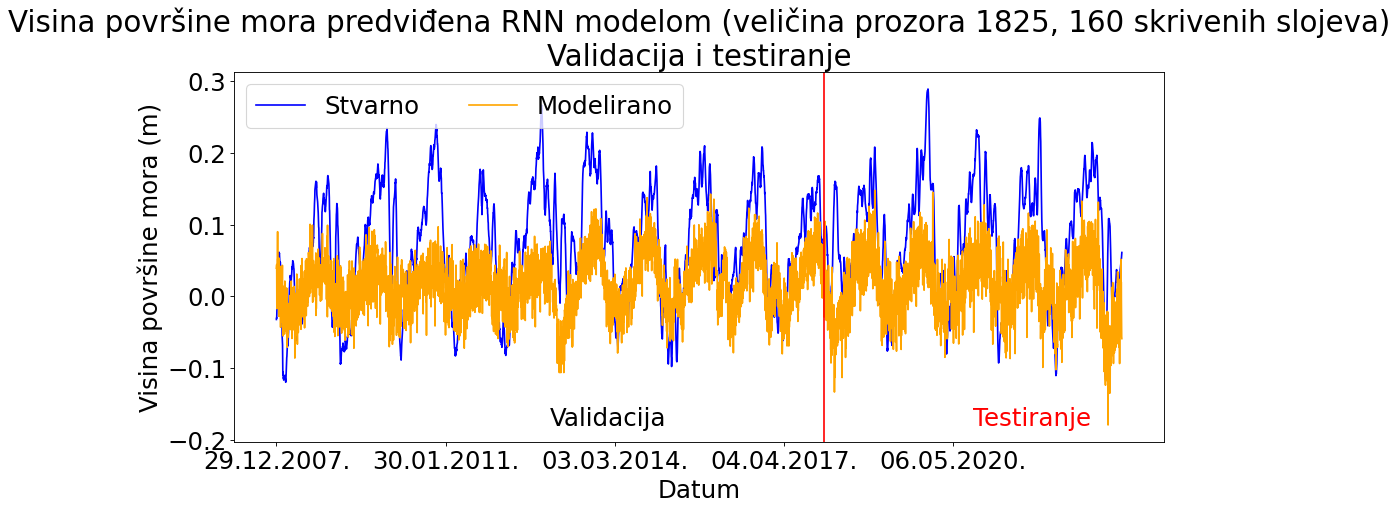 Visina površine mora predviđena RNN modelom (veličina prozora 1825, 160 skrivenih slojeva)
Validacija i testiranje
Stvarno
Modelirano
Visina površine mora (m)
0.3
0.2
0.1
0.0
−0.1
−0.2
Validacija
Testiranje
29.12.2007.
30.01.2011.
03.03.2014.
04.04.2017.
06.05.2020.
Datum